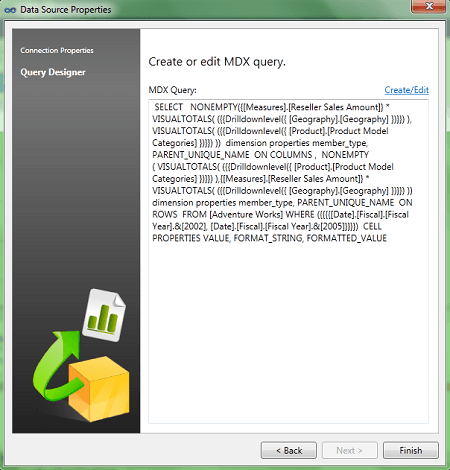 Data Source Properties
Connection Properties
Query Designer
Create or edit MDX query.
MDX Query:
Create/Edit
SELECT   NONEMPTY({{[Measures].[Reseller Sales Amount]} *
VISUALTOTALS( ({{Drilldownlevel({ [Geography].[Geography] })}}) ),
VISUALTOTALS( ({{Drilldownlevel({ [Product].[Product Model
Categories] })}}) )}  dimension properties member_type,
PARENT_UNIQUE_NAME  ON COLUMNS ,  NONEMPTY
( VISUALTOTALS( ({{Drilldownlevel({ [Product].[Product Model
Categories] })}}) ),{[Measures].[Reseller Sales Amount]} *
VISUALTOTALS( ({{Drilldownlevel({ [Geography].[Geography] })}}) ))
dimension properties member_type, PARENT_UNIQUE_NAME  ON
ROWS  FROM [Adventure Works] WHERE ({{{{{[Date].[Fiscal].[Fiscal
Year].&[2002], [Date].[Fiscal].[Fiscal Year].&[2005]}}}}})  CELL
PROPERTIES VALUE, FORMAT_STRING, FORMATTED_VALUE
< Back
Next >
Finish